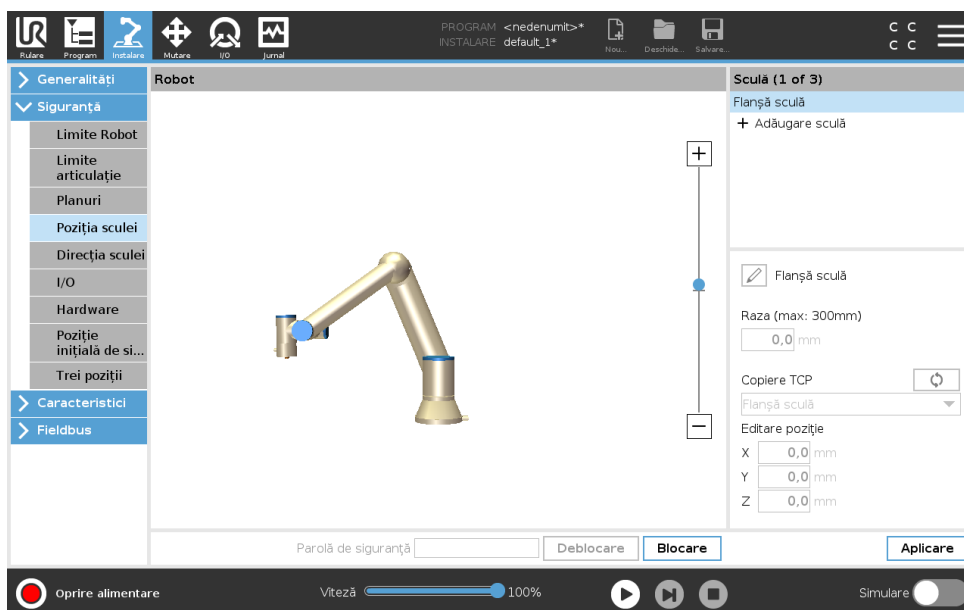 Rulare
Program
Instalare
Mutare
I/O
Jurnal
PROGRAM <nedenumit>*
INSTALARE default_1*
Nou...
Deschide...
Salvare...
C C
C C
Generalități
Siguranță
Limite Robot
Limite
articulație
Planuri
Poziția sculei
Direcția sculei
I/O
Hardware
Poziție
inițială de si...
Trei poziții
Caracteristici
Fieldbus
Robot
Sculă (1 of 3)
Flanșă sculă
+ Adăugare sculă
Flanșă sculă
Raza (max: 300mm)
0,0 mm
Copiere TCP
Flanșă sculă
Editare poziție
X 0,0 mm
Y 0,0 mm
Z 0,0 mm
Parolă de siguranță
Deblocare
Blocare
Aplicare
Oprire alimentare
Viteză
100%
Simulare